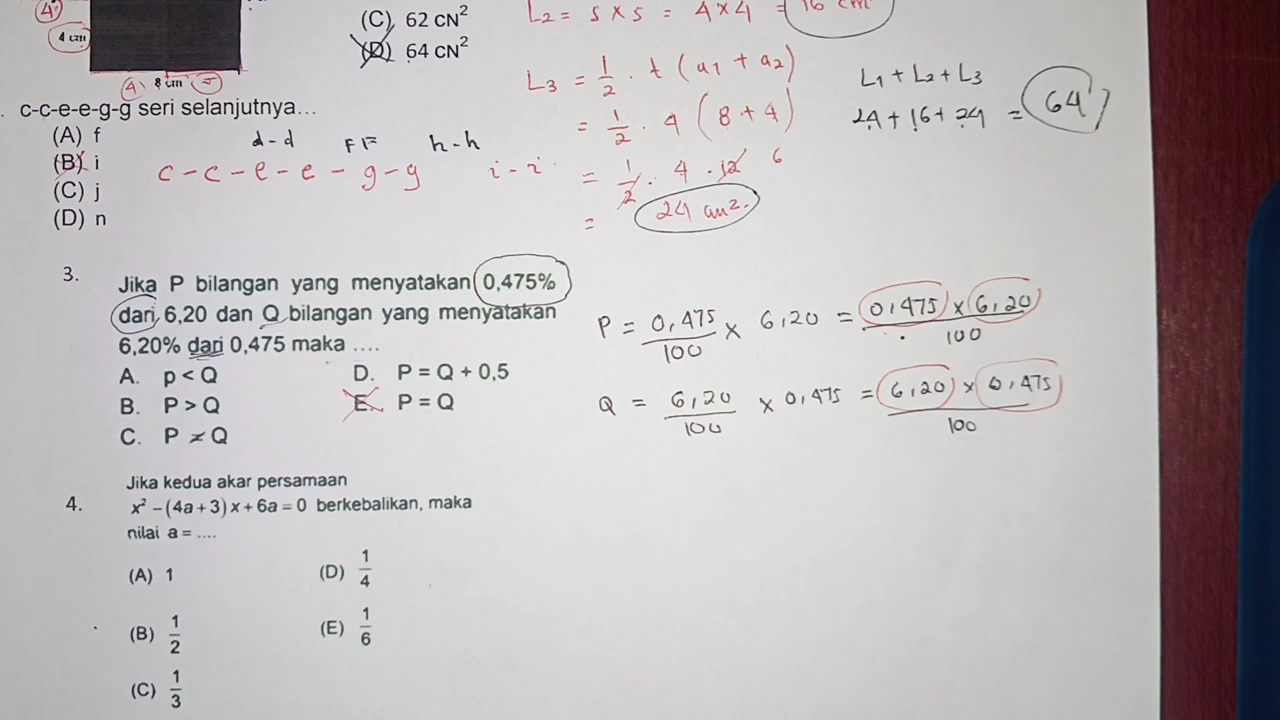 (A)
4 cm
(A) 8 cm
(C) 62 CN²
(D) 64 CN²
L2 = s x s = 4 x 4 = 16 cm
L3 = 1/2 . t (a1 + a2)
= 1/2 . 4 (8 + 4)
= 1/2 . 4 . 12 6
= 24 cm².
L1 + L2 + L3
24 + 16 + 24 = 64
. c-c-e-e-g-g seri selanjutnya...
(A) f
(B) i
(C) j
(D) n
d-d FF h-h
c-c-e-e-g-g i-i
3. Jika P bilangan yang menyatakan 0,475%
dari 6,20 dan Q bilangan yang menyatakan
6,20% dari 0,475 maka ....
A. p < Q
B. P > Q
C. P ≠ Q
D. P = Q + 0,5
E. P = Q
P = 0,475/100 x 6,20 = 0,475 x 6,20/100
Q = 6,20/100 x 0,475 = 6,20 x 0,475/100
4. Jika kedua akar persamaan
x² – (4a + 3) x + 6a = 0 berkebalikan, maka
nilai a = ....
(A) 1
(B) 1/2
(C) 1/3
(D) 1/4
(E) 1/6